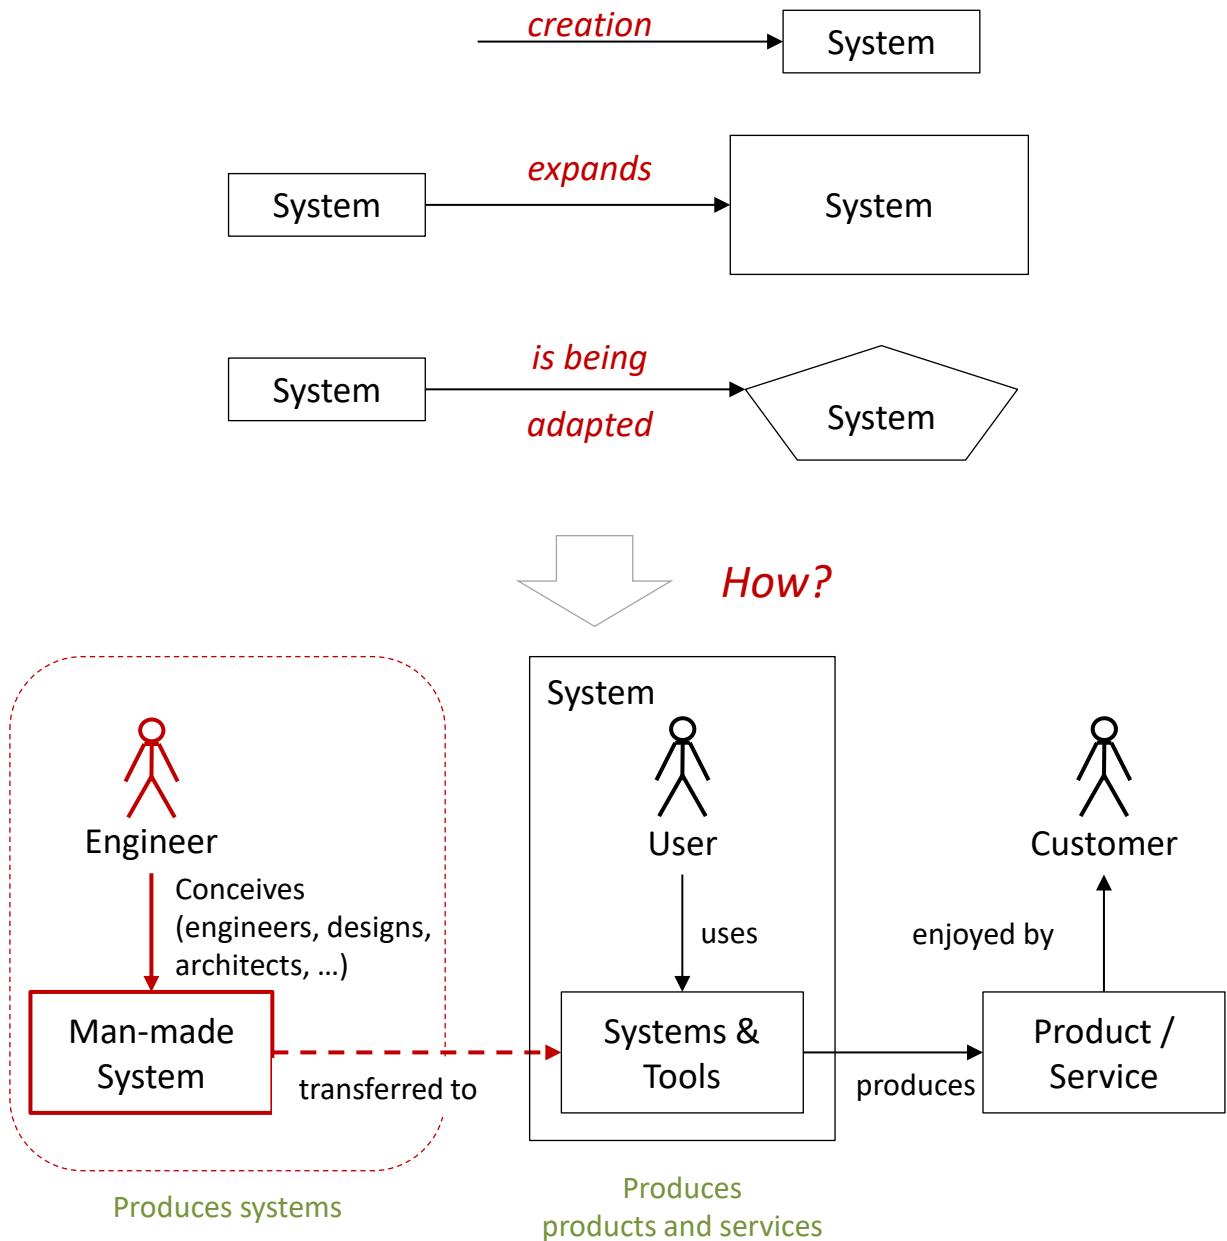 creation
System
expands
System
System
is being
adapted
System
System
How?
System
Engineer
User
Customer
Conceives
(engineers, designs,
architects, …)
uses
enjoyed by
Man-made
System
transferred to
Systems &
Tools
produces
Product /
Service
Produces systems
Produces
products and services